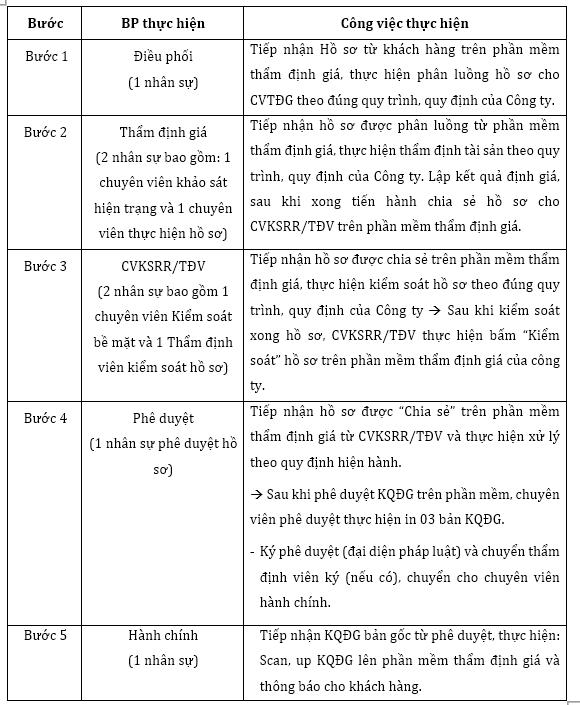 Bước
BP thực hiện
Công việc thực hiện
Bước 1
Điều phối
(1 nhân sự)
Tiếp nhận Hồ sơ từ khách hàng trên phần mềm
thẩm định giá, thực hiện phân luồng hồ sơ cho
CVTĐG theo đúng quy trình, quy định của Công ty.
Bước 2
Thẩm định giá
(2 nhân sự bao gồm: 1
chuyên viên khảo sát
hiện trạng và 1 chuyên
viên thực hiện hồ sơ)
Tiếp nhận hồ sơ được phân luồng từ phần mềm
thẩm định giá, thực hiện thẩm định tài sản theo quy
trình, quy định của Công ty. Lập kết quả định giá,
sau khi xong tiến hành chia sẻ hồ sơ cho
CVKSRR/TĐV trên phần mềm thẩm định giá.
Bước 3
CVKSRR/TĐV
(2 nhân sự bao gồm 1
chuyên viên Kiểm soát
bề mặt và 1 Thẩm định
viên kiểm soát hồ sơ)
Tiếp nhận hồ sơ được chia sẻ trên phần mềm thẩm
định giá, thực hiện kiểm soát hồ sơ theo đúng quy
trình, quy định của Công ty → Sau khi kiểm soát
xong hồ sơ, CVKSRR/TĐV thực hiện bấm “Kiểm
soát” hồ sơ trên phần mềm thẩm định giá của công
ty.
Bước 4
Phê duyệt
(1 nhân sự phê duyệt hồ
sơ)
Tiếp nhận hồ sơ được “Chia sẻ” trên phần mềm
thẩm định giá từ CVKSRR/TĐV và thực hiện xử lý
theo quy định hiện hành.
→ Sau khi phê duyệt KQĐG trên phần mềm, chuyên
viên phê duyệt thực hiện in 03 bản KQĐG.
- Ký phê duyệt (đại diện pháp luật) và chuyển thẩm
định viên ký (nếu có), chuyển cho chuyên viên
hành chính.
Bước 5
Hành chính
(1 nhân sự)
Tiếp nhận KQĐG bản gốc từ phê duyệt, thực hiện:
Scan, up KQĐG lên phần mềm thẩm định giá và
thông báo cho khách hàng.